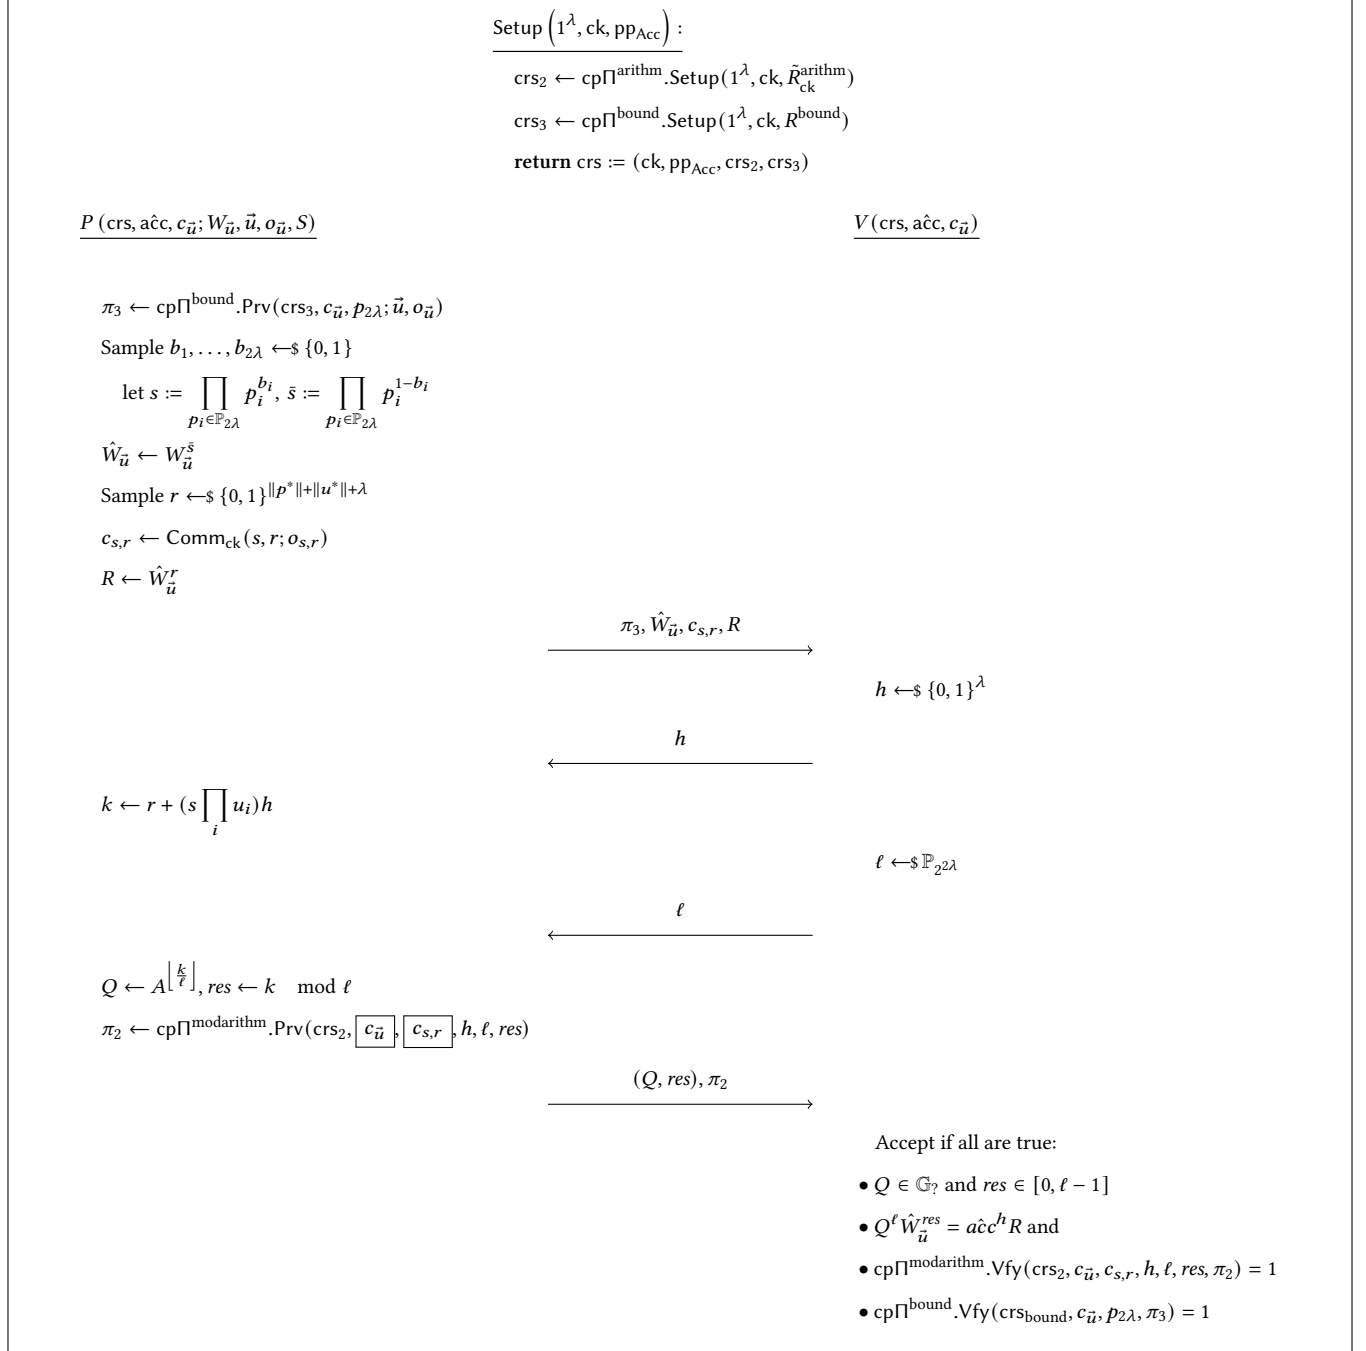 Setup (1^λ, ck, pp_Acc) :
crs_2 ← cpΠ^arithm.Setup(1^λ, ck, R̃^arithm_ck)
crs_3 ← cpΠ^bound.Setup(1^λ, ck, R^bound)
return crs := (ck, pp_Acc, crs_2, crs_3)
P (crs, aĉc, c_u⃗; W_u⃗, u⃗, o_u⃗, S)
V(crs, aĉc, c_u⃗)
π_3 ← cpΠ^bound.Prv(crs_3, c_u⃗, p_2λ; u⃗, o_u⃗)
Sample b_1, . . . , b_2λ ←$ {0, 1}
let s := ∏_{p_i∈ℙ_2λ} p_i^{b_i}, s̄ := ∏_{p_i∈ℙ_2λ} p_i^{1−b_i}
Ŵ_u⃗ ← W_u⃗^s̄
Sample r ←$ {0, 1}^{∥p*∥+∥u*∥+λ}
c_{s,r} ← Comm_ck(s, r; o_{s,r})
R ← Ŵ_u⃗^r
π_3, Ŵ_u⃗, c_{s,r}, R
h ←$ {0, 1}^λ
h
k ← r + (s ∏_i u_i)h
ℓ ←$ ℙ_{2^{2λ}}
ℓ
Q ← A^{⌊k/ℓ⌋}, res ← k mod ℓ
π_2 ← cpΠ^modarithm.Prv(crs_2, c_u⃗, c_{s,r}, h, ℓ, res)
(Q, res), π_2
Accept if all are true:
• Q ∈ 𝔾_? and res ∈ [0, ℓ − 1]
• Q^ℓ Ŵ_u⃗^res = aĉc^h R and
• cpΠ^modarithm.Vfy(crs_2, c_u⃗, c_{s,r}, h, ℓ, res, π_2) = 1
• cpΠ^bound.Vfy(crs_bound, c_u⃗, p_2λ, π_3) = 1